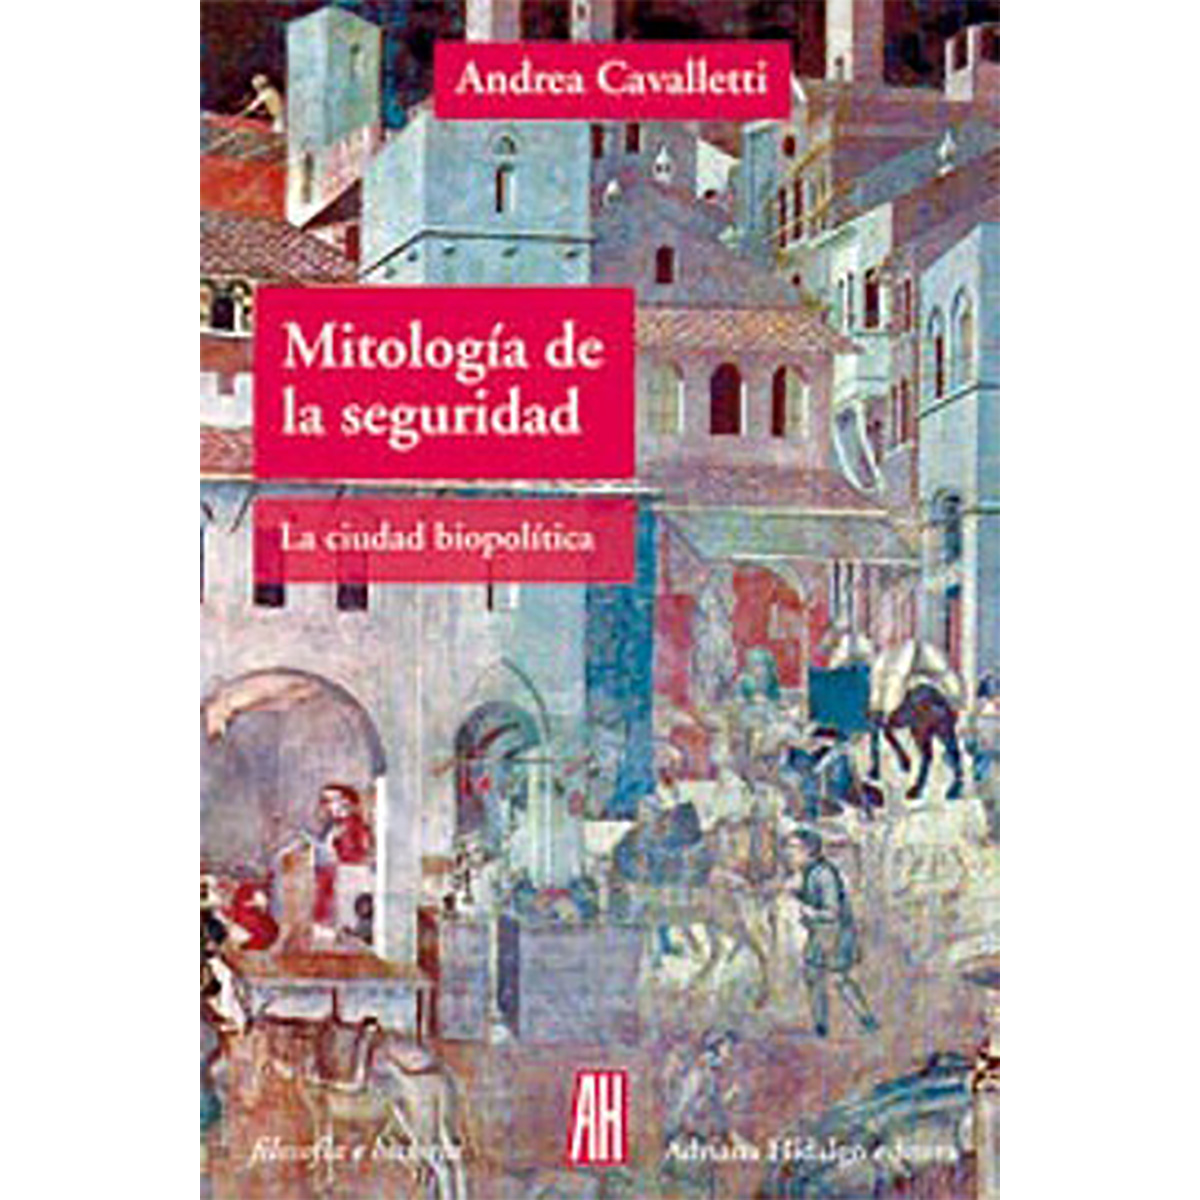 Andrea Cavalletti
Mitología de
la seguridad
La ciudad biopolítica
AH
filosofía e historia
Adriana Hidalgo editora